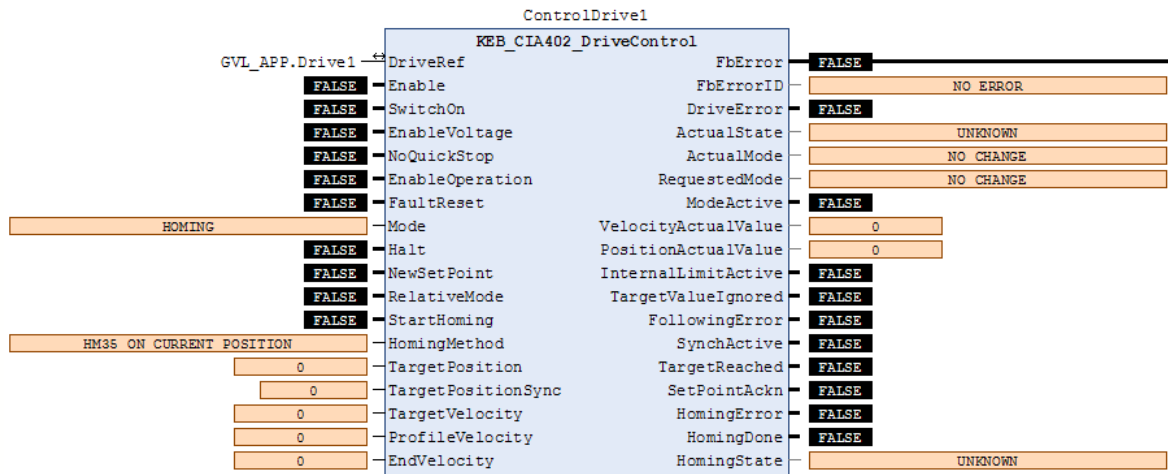 ControlDrive1
KEB_CIA402_DriveControl
GVL_APP.Drive1 DriveRef FbError FALSE
FALSE Enable FbErrorID NO ERROR
FALSE SwitchOn DriveError FALSE
FALSE EnableVoltage ActualState UNKNOWN
FALSE NoQuickStop ActualMode NO CHANGE
FALSE EnableOperation RequestedMode NO CHANGE
FALSE FaultReset ModeActive FALSE
HOMING Mode VelocityActualValue 0
FALSE Halt PositionActualValue 0
FALSE NewSetPoint InternalLimitActive FALSE
FALSE RelativeMode TargetValueIgnored FALSE
FALSE StartHoming FollowingError FALSE
HM35 ON CURRENT POSITION HomingMethod SynchActive FALSE
0 TargetPosition TargetReached FALSE
0 TargetPositionSync SetPointAckn FALSE
0 TargetVelocity HomingError FALSE
0 ProfileVelocity HomingDone FALSE
0 EndVelocity HomingState UNKNOWN